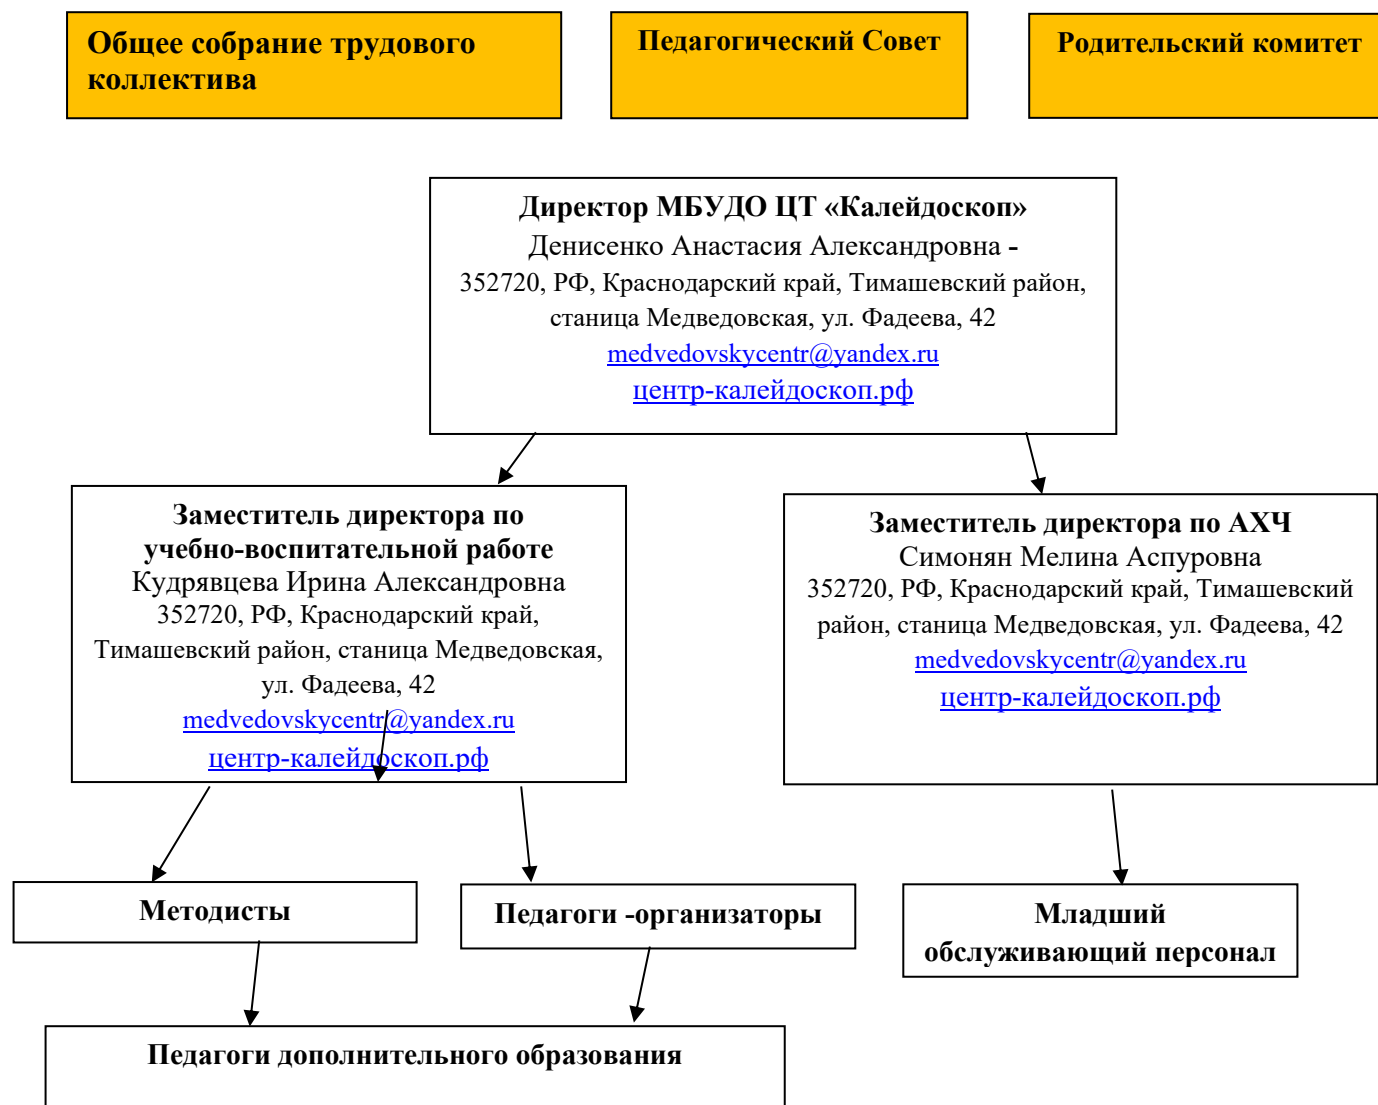 Общее собрание трудового
коллектива
Педагогический Совет
Родительский комитет
Директор МБУДО ЦТ «Калейдоскоп»
Денисенко Анастасия Александровна -
352720, РФ, Краснодарский край, Тимашевский район,
станица Медведовская, ул. Фадеева, 42
medvedovskycentr@yandex.ru
центр-калейдоскоп.рф
Заместитель директора по
учебно-воспитательной работе
Кудрявцева Ирина Александровна
352720, РФ, Краснодарский край,
Тимашевский район, станица Медведовская,
ул. Фадеева, 42
medvedovskycentr@yandex.ru
центр-калейдоскоп.рф
Заместитель директора по АХЧ
Симонян Мелина Аспуровна
352720, РФ, Краснодарский край, Тимашевский
район, станица Медведовская, ул. Фадеева, 42
medvedovskycentr@yandex.ru
центр-калейдоскоп.рф
Методисты
Педагоги -организаторы
Младший
обслуживающий персонал
Педагоги дополнительного образования